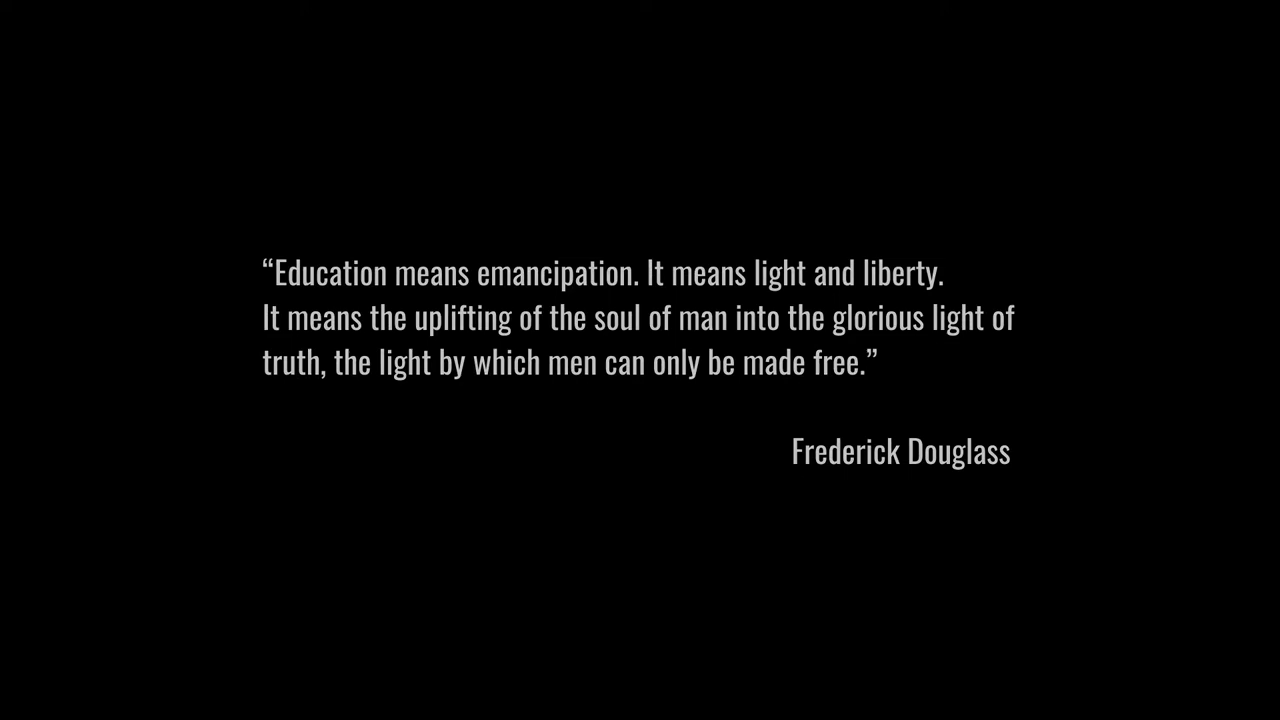 “Education means emancipation. It means light and liberty.
It means the uplifting of the soul of man into the glorious light of
truth, the light by which men can only be made free.”
Frederick Douglass